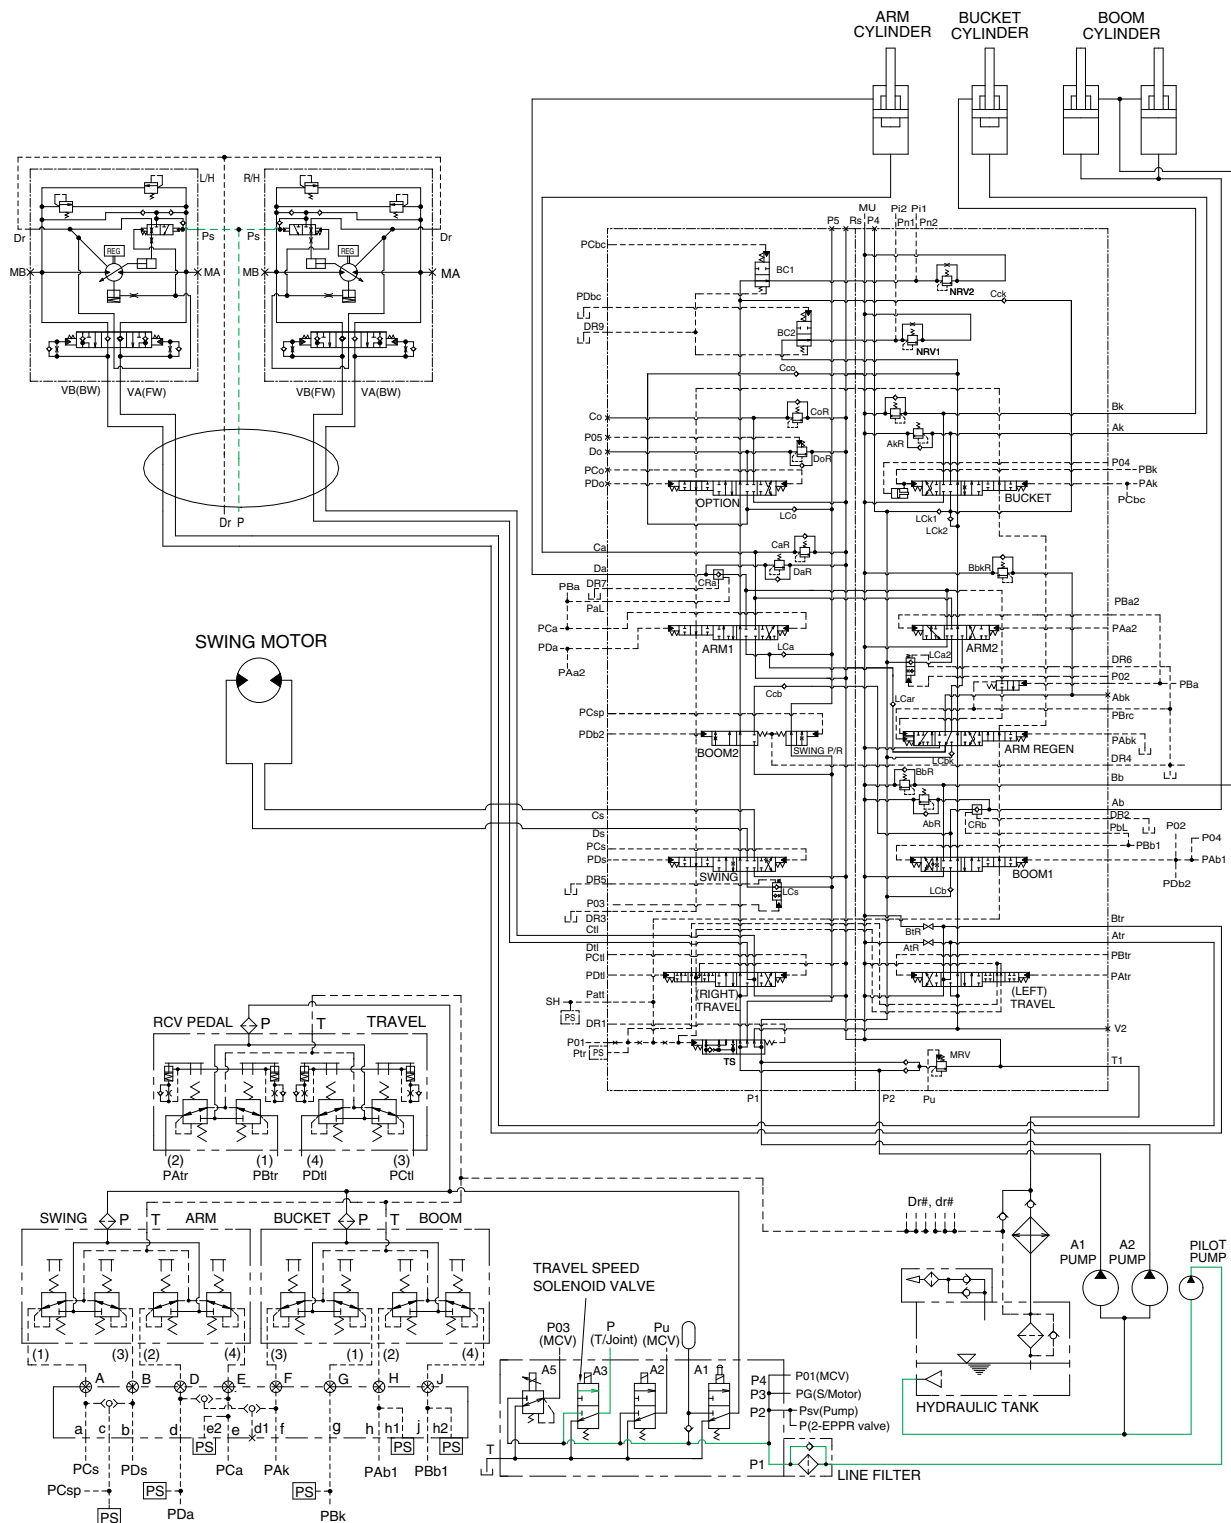 ARM
CYLINDER
BUCKET
CYLINDER
BOOM
CYLINDER
L/H
R/H
Dr
Ps
Ps
Dr
REG
REG
MB
MA
MB
MA
VB(BW)
VA(FW)
VB(FW)
VA(BW)
Dr P
MU
P5
Rs
P4
Pi2
Pi1
Pn1
Pn2
PCbc
BC1
NRV2
Cck
PDbc
DR9
BC2
NRV1
Cco
Co
CoR
P05
Do
DoR
PCo
PDo
OPTION
LCo
Bk
AkR
Ak
P04
PBk
PAk
BUCKET
PCbc
LCk1
LCk2
Ca
CaR
Da
DaR
CRa
PBa
DR7
PaL
PCa
PDa
PAa2
ARM1
LCa
BbkR
PBa2
PAa2
ARM2
LCa2
DR6
P02
PBa
LCar
Abk
PBrc
PAbk
ARM REGEN
LCbk
DR4
Ccb
PCsp
PDb2
BOOM2
SWING P/R
SWING MOTOR
BbR
Bb
AbR
CRb
Ab
DR2
PbL
PBb1
P02
P04
PAb1
PDb2
BOOM1
LCb
Cs
Ds
PCs
PDs
SWING
DR5
LCs
P03
DR3
Ctl
Dtl
PCtl
PDtl
(RIGHT)
TRAVEL
BtR
Btr
AtR
Atr
PBtr
PAtr
(LEFT)
TRAVEL
Patt
SH
PS
DR1
P01
Ptr
PS
TS
V2
MRV
T1
P1
P2
Pu
RCV PEDAL
P
T
TRAVEL
(2)
(1)
(4)
(3)
PAtr
PBtr
PDtl
PCtl
SWING
P
T
ARM
BUCKET
P
T
BOOM
(1)
(3)
(2)
(4)
(3)
(1)
(2)
(4)
A
B
D
E
F
G
H
J
a
c
b
d
e2
e
d1
f
g
h
h1
j
h2
PS
PS
PS
PCs
PDs
PCa
PAk
PAb1
PBb1
PCsp
PS
PS
PDa
PS
PBk
TRAVEL SPEED
SOLENOID VALVE
P03
(MCV)
P
(T/Joint)
Pu
(MCV)
A5
A3
A2
A1
T
P4
P3
P2
P1
P01(MCV)
PG(S/Motor)
Psv(Pump)
P(2-EPPR valve)
LINE FILTER
Dr#, dr#
A1
PUMP
A2
PUMP
PILOT
PUMP
HYDRAULIC TANK